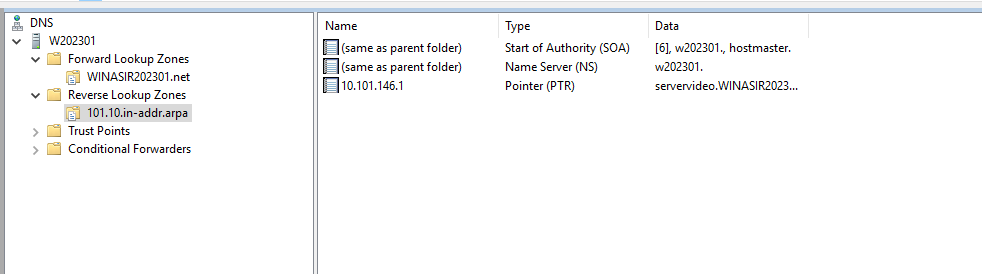 DNS
W202301
Forward Lookup Zones
WINASIR202301.net
Reverse Lookup Zones
101.10.in-addr.arpa
Trust Points
Conditional Forwarders
Name Type Data
(same as parent folder) Start of Authority (SOA) [6], w202301., hostmaster.
(same as parent folder) Name Server (NS) w202301.
10.101.146.1 Pointer (PTR) servervideo.WINASIR2023...